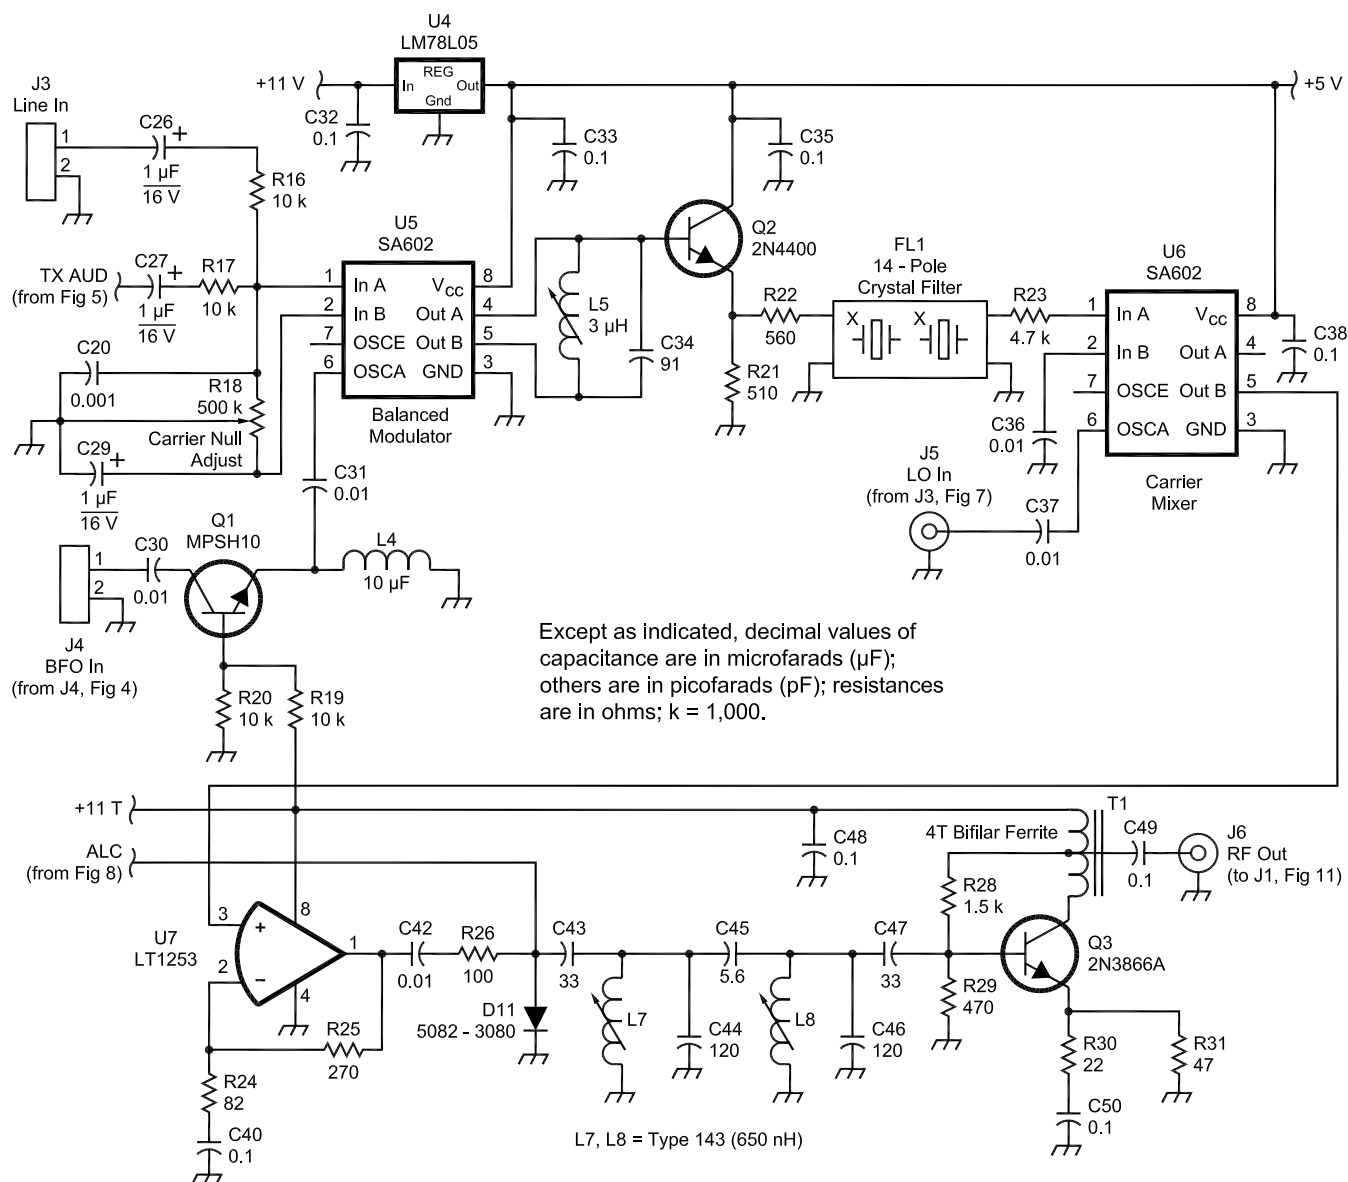 U4
LM78L05
REG
In
Out
Gnd
+11 V
+5 V
J3
Line In
1
2
C26
+
1 µF
16 V
R16
10 k
C32
0.1
C33
0.1
C35
0.1
Q2
2N4400
TX AUD
(from Fig 5)
C27
+
1 µF
16 V
R17
10 k
U5
SA602
1
In A
VCC
8
2
In B
Out A
4
7
OSCE
Out B
5
6
OSCA
GND
3
Balanced
Modulator
L5
3 µH
C34
91
R22
560
R21
510
FL1
14 - Pole
Crystal Filter
X
X
R23
4.7 k
U6
SA602
1
In A
VCC
8
2
In B
Out A
4
7
OSCE
Out B
5
6
OSCA
GND
3
Carrier
Mixer
C38
0.1
C36
0.01
C20
0.001
R18
500 k
Carrier Null
Adjust
C29
+
1 µF
16 V
C31
0.01
J5
LO In
(from J3, Fig 7)
C37
0.01
Q1
MPSH10
C30
0.01
1
2
J4
BFO In
(from J4, Fig 4)
L4
10 µF
R20
10 k
R19
10 k
Except as indicated, decimal values of
capacitance are in microfarads (µF);
others are in picofarads (pF); resistances
are in ohms; k = 1,000.
+11 T
ALC
(from Fig 8)
C48
0.1
4T Bifilar Ferrite
T1
C49
0.1
J6
RF Out
(to J1, Fig 11)
R28
1.5 k
U7
LT1253
3
+
8
1
2
−
4
C42
0.01
R26
100
C43
33
C45
5.6
C47
33
Q3
2N3866A
R29
470
D11
5082 - 3080
L7
C44
120
L8
C46
120
R25
270
R24
82
C40
0.1
R30
22
R31
47
C50
0.1
L7, L8 = Type 143 (650 nH)